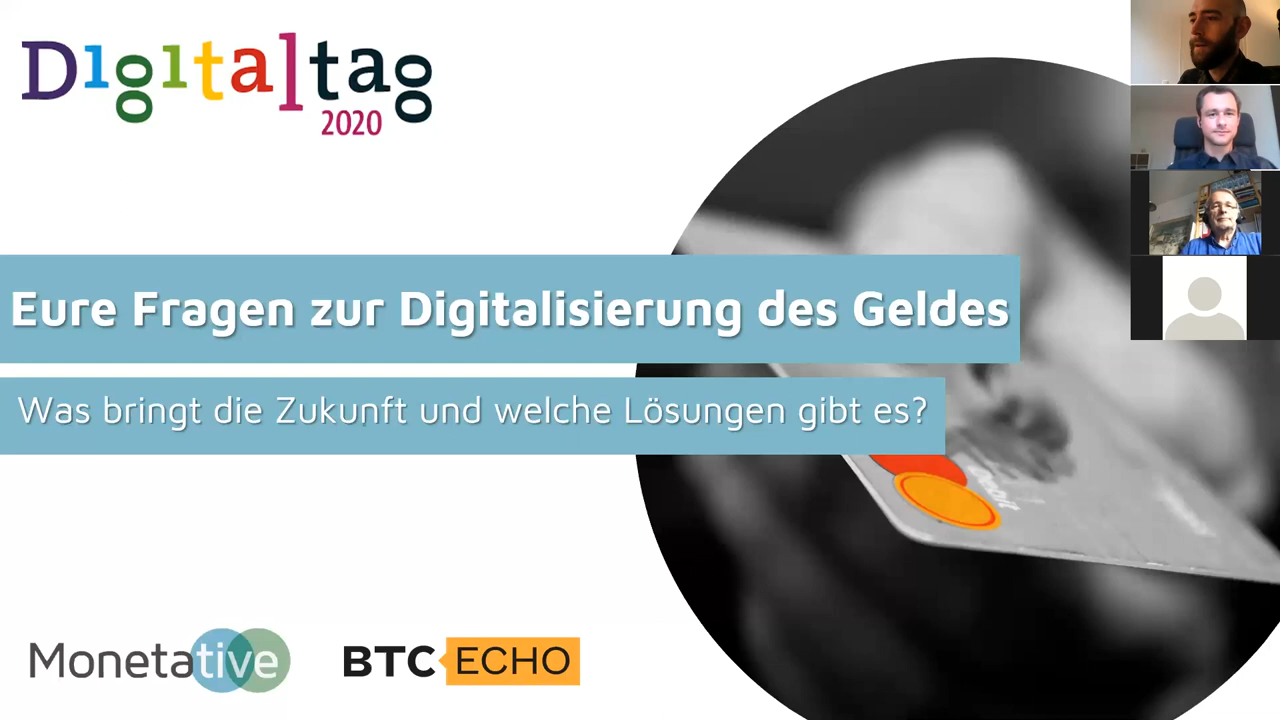 Digitaltag
2020
Eure Fragen zur Digitalisierung des Geldes
Was bringt die Zukunft und welche Lösungen gibt es?
Debit
Monetative
BTC ECHO